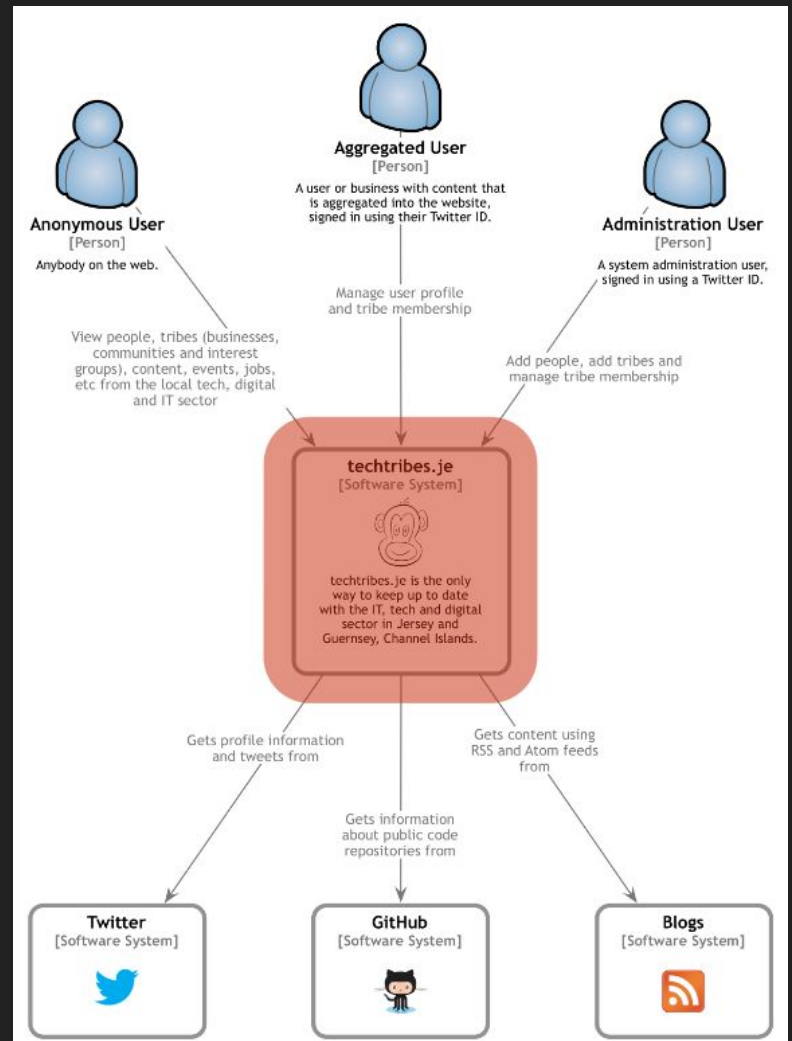 Aggregated User
[Person]
A user or business with content that
is aggregated into the website,
signed in using their Twitter ID.
Anonymous User
[Person]
Anybody on the web.
Administration User
[Person]
A system administration user,
signed in using a Twitter ID.
Manage user profile
and tribe membership
View people, tribes (businesses,
communities and interest
groups), content, events, jobs,
etc from the local tech, digital
and IT sector
Add people, add tribes and
manage tribe membership
techtribes.je
[Software System]
techtribes.je is the only
way to keep up to date
with the IT, tech and digital
sector in Jersey and
Guernsey, Channel Islands.
Gets profile information
and tweets from
Gets content using
RSS and Atom feeds
from
Gets information
about public code
repositories from
Twitter
[Software System]
GitHub
[Software System]
Blogs
[Software System]